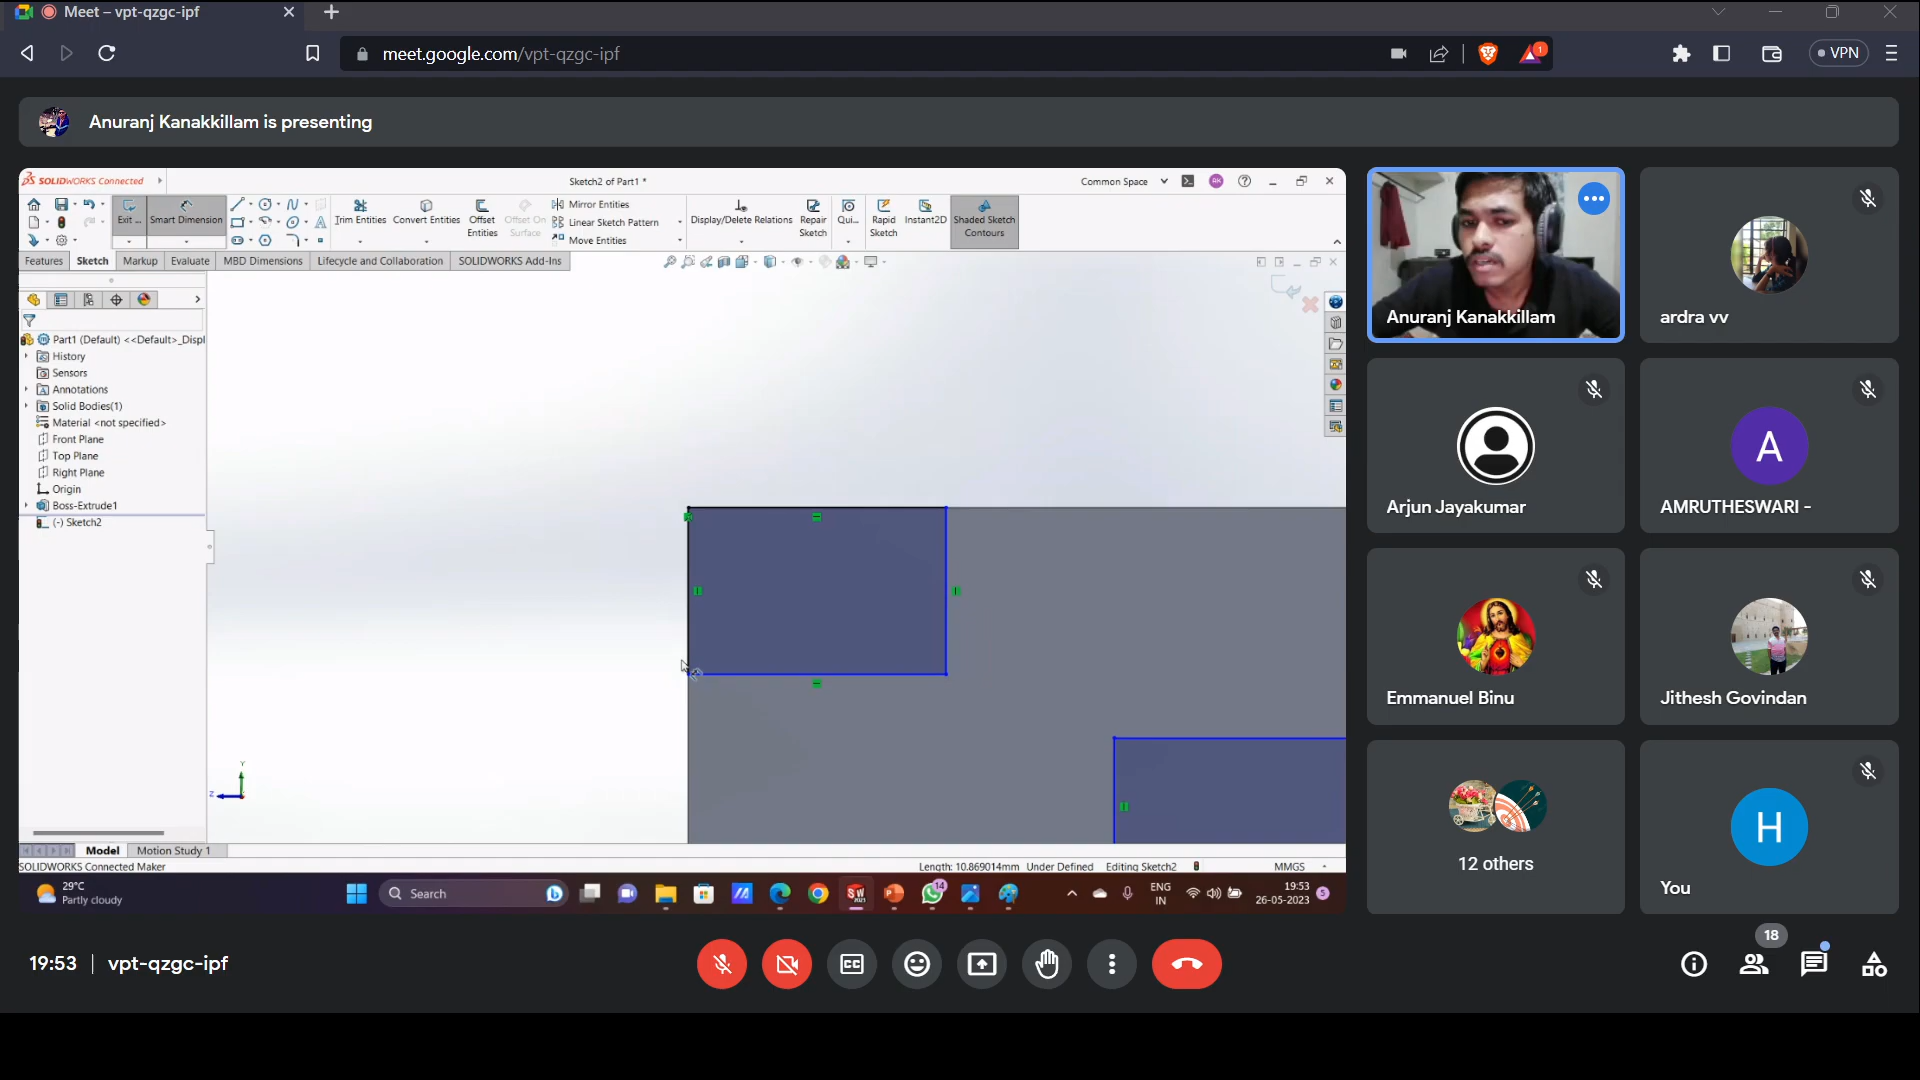 Meet – vpt-qzgc-ipf
meet.google.com/vpt-qzgc-ipf
1
VPN
Anuranj Kanakkillam is presenting
SOLIDWORKS Connected
Sketch2 of Part1 *
Common Space
RK
Exit ...
Smart Dimension
Trim Entities
Convert Entities
Offset Entities
Offset On Surface
Mirror Entities
Linear Sketch Pattern
Move Entities
Display/Delete Relations
Repair Sketch
Qui...
Rapid Sketch
Instant2D
Shaded Sketch Contours
Features
Sketch
Markup
Evaluate
MBD Dimensions
Lifecycle and Collaboration
SOLIDWORKS Add-Ins
Part1 (Default) <<Default>_Displ
History
Sensors
Annotations
Solid Bodies(1)
Material <not specified>
Front Plane
Top Plane
Right Plane
Origin
Boss-Extrude1
(-) Sketch2
Y
Z
Model
Motion Study 1
SOLIDWORKS Connected Maker
Length: 10.869014mm
Under Defined
Editing Sketch2
MMGS
29°C
Partly cloudy
Search
14
ENG
IN
19:53
26-05-2023
5
Anuranj Kanakkillam
ardra vv
Arjun Jayakumar
A
AMRUTHESWARI -
Emmanuel Binu
Jithesh Govindan
12 others
H
You
19:53
vpt-qzgc-ipf
18